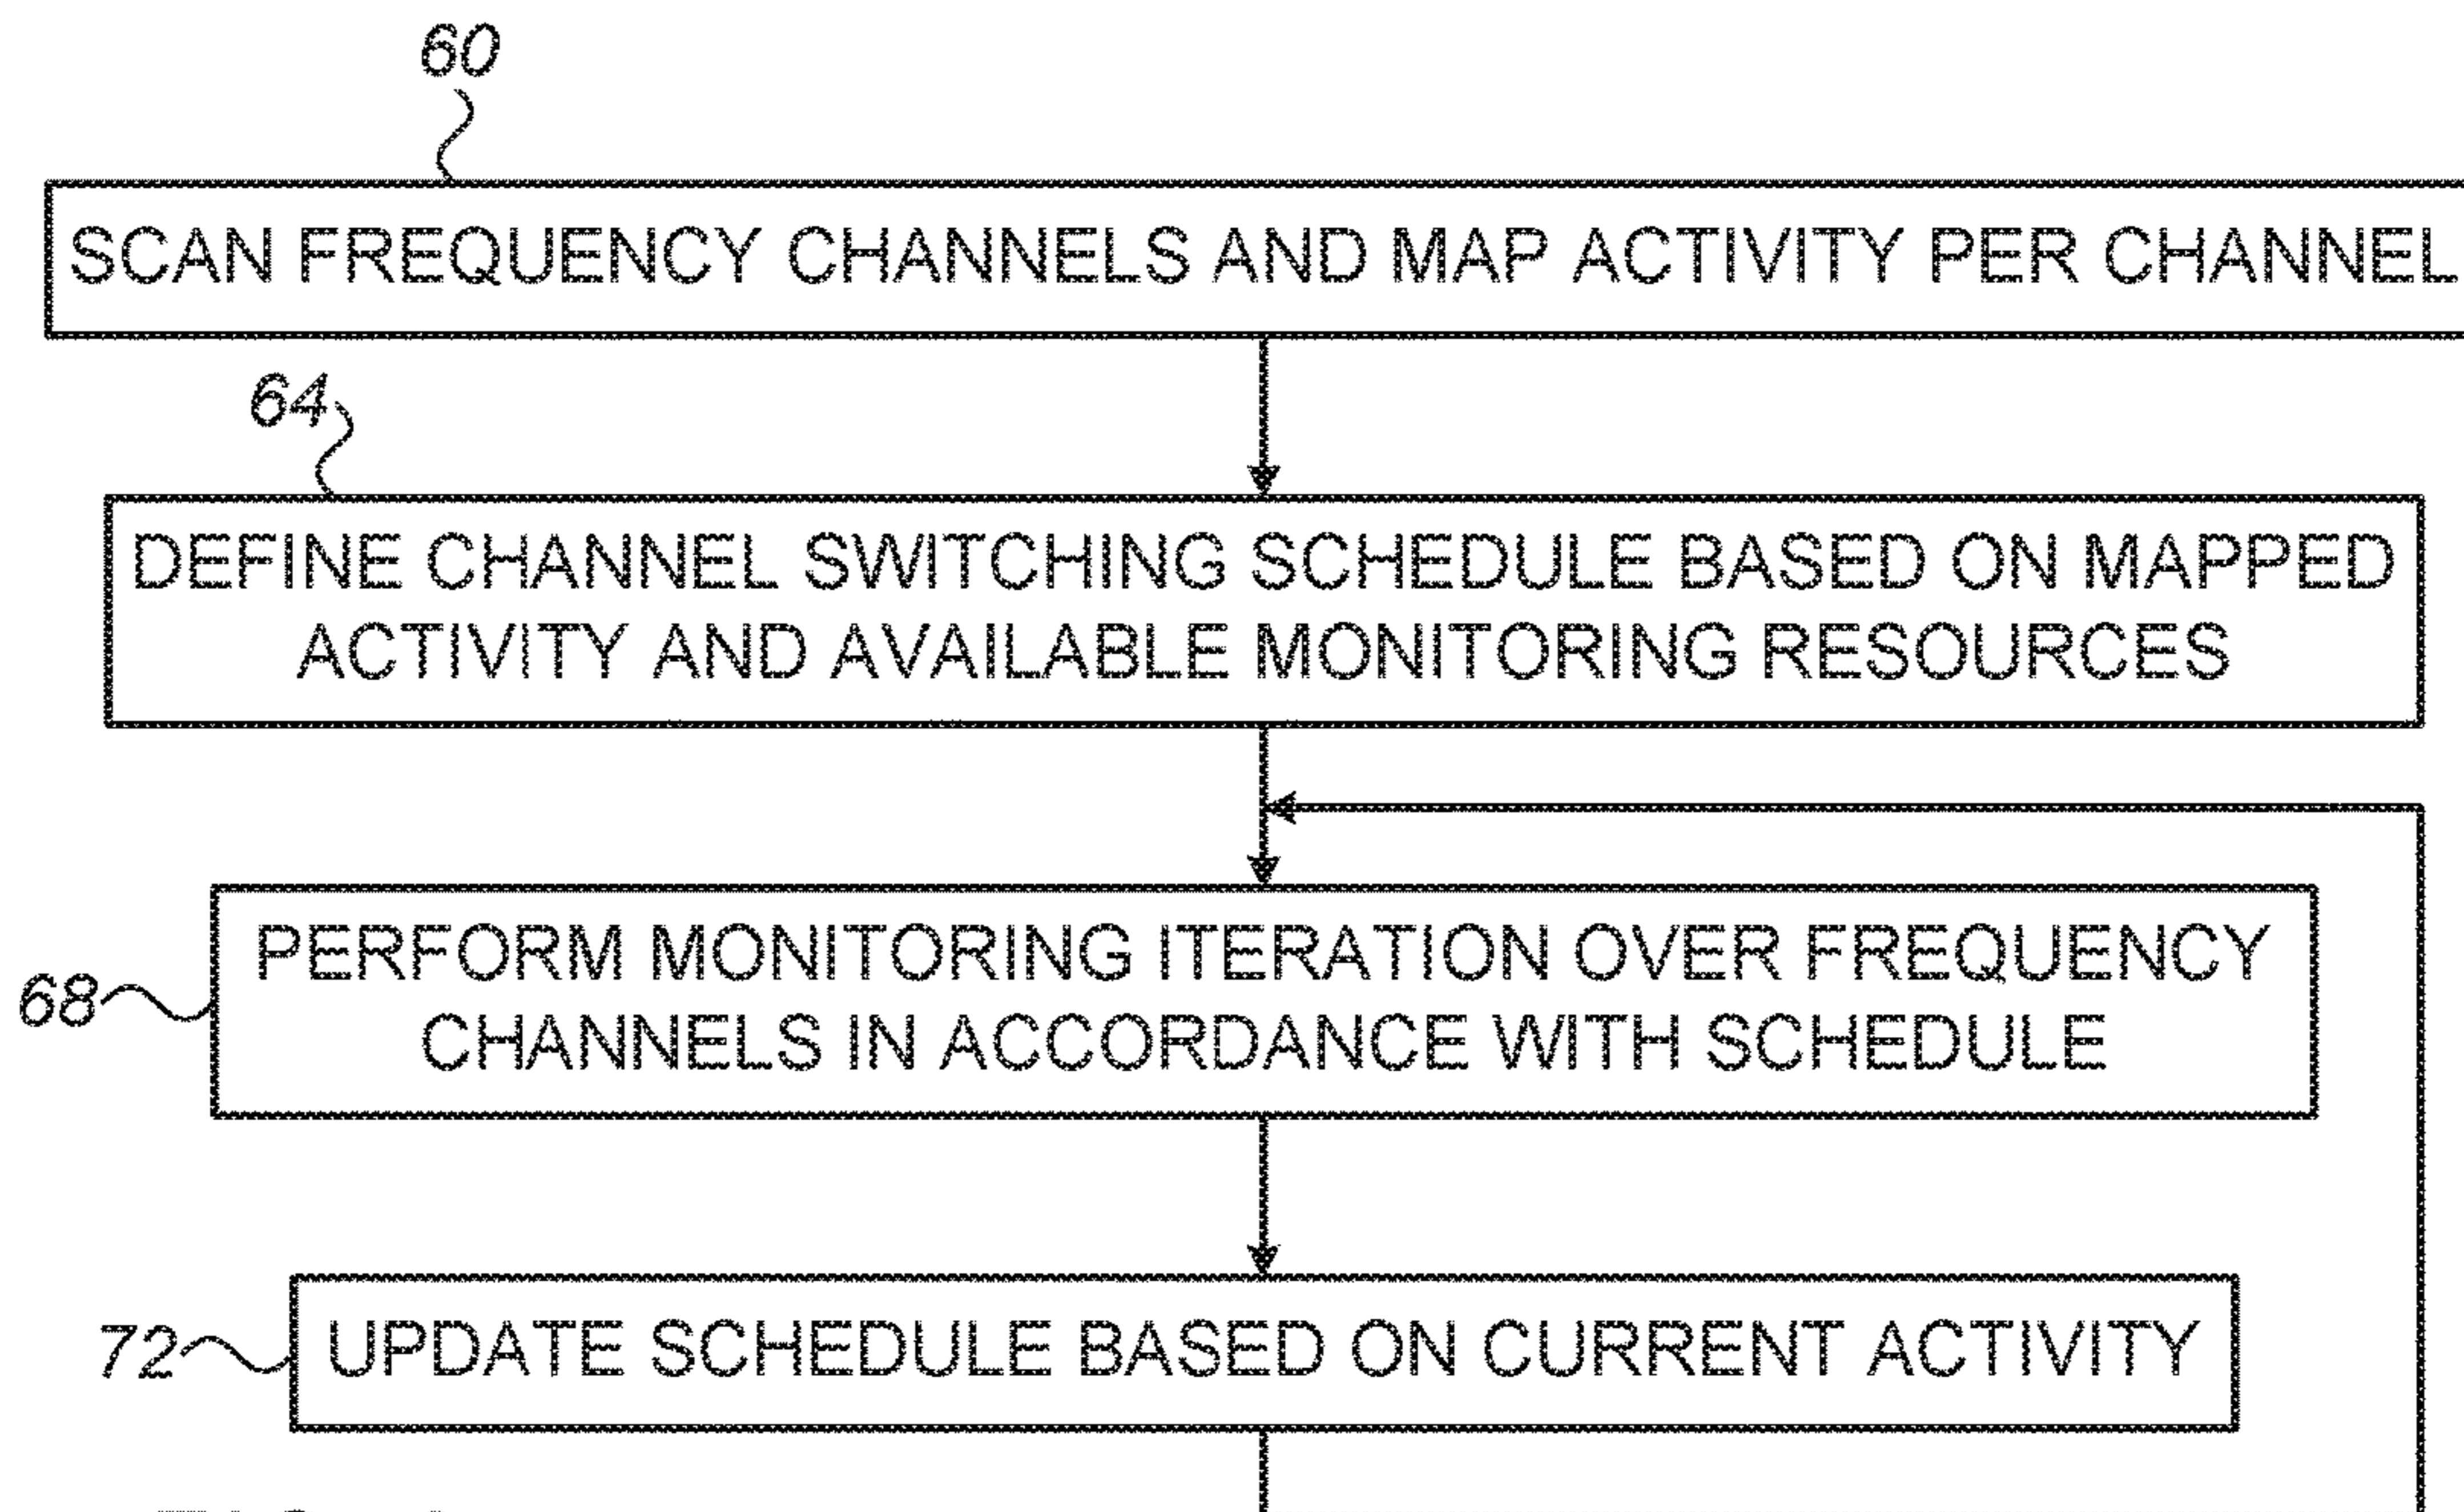 60
SCAN FREQUENCY CHANNELS AND MAP ACTIVITY PER CHANNEL
64
DEFINE CHANNEL SWITCHING SCHEDULE BASED ON MAPPED
ACTIVITY AND AVAILABLE MONITORING RESOURCES
68
PERFORM MONITORING ITERATION OVER FREQUENCY
CHANNELS IN ACCORDANCE WITH SCHEDULE
72
UPDATE SCHEDULE BASED ON CURRENT ACTIVITY